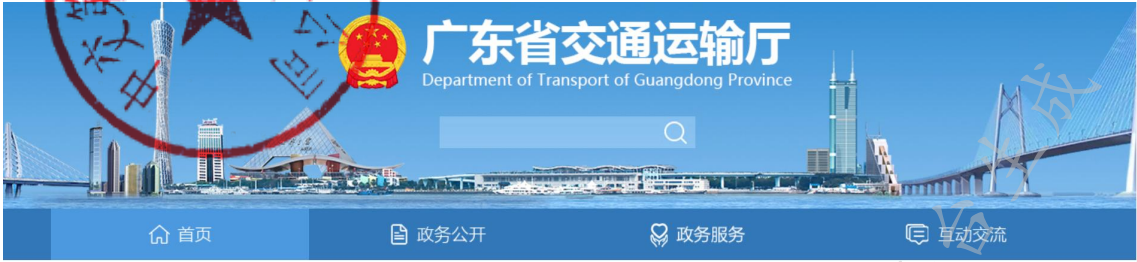 广东省交通运输厅
Department of Transport of Guangdong Province
首页
政务公开
政务服务
互动交流